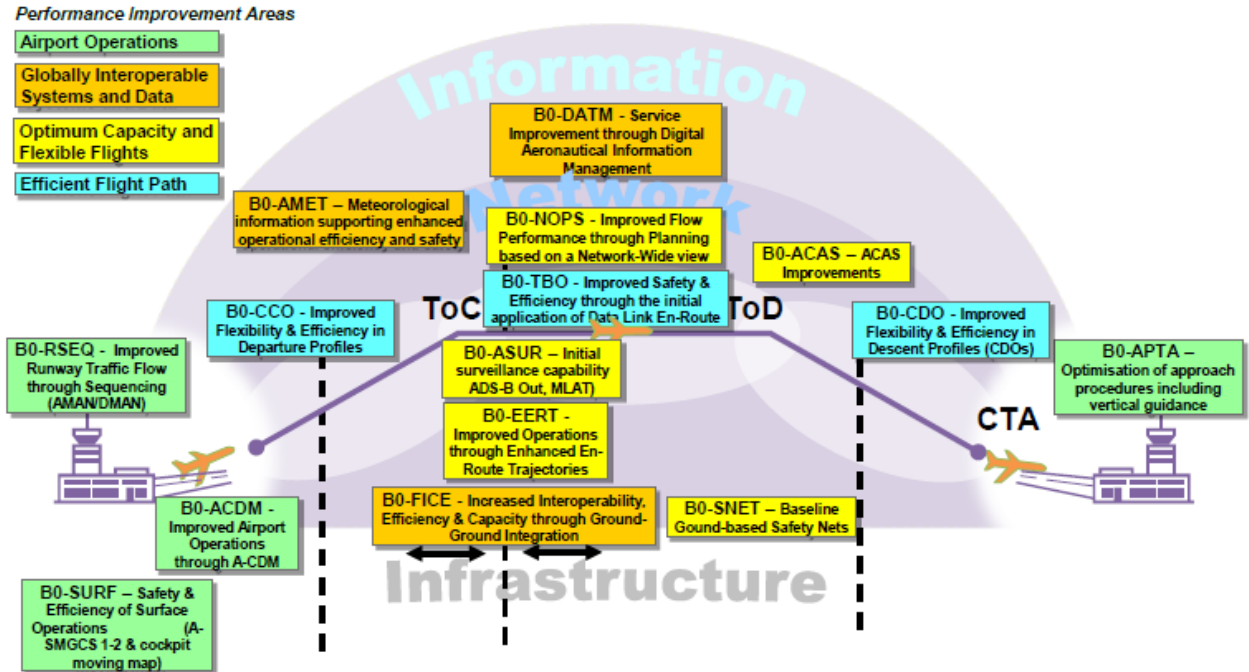 Performance Improvement Areas
Airport Operations
Globally Interoperable
Systems and Data
Optimum Capacity and
Flexible Flights
Efficient Flight Path
Information
B0-DATM - Service
Improvement through Digital
Aeronautical Information
Management
Network
B0-AMET – Meteorological
information supporting enhanced
operational efficiency and safety
B0-NOPS - Improved Flow
Performance through Planning
based on a Network-Wide view
B0-ACAS – ACAS
Improvements
B0-TBO - Improved Safety &
Efficiency through the initial
application of Data Link En-Route
ToC
ToD
B0-CCO - Improved
Flexibility & Efficiency in
Departure Profiles
B0-CDO - Improved
Flexibility & Efficiency in
Descent Profiles (CDOs)
B0-RSEQ - Improved
Runway Traffic Flow
through Sequencing
(AMAN/DMAN)
B0-ASUR - Initial
surveillance capability
ADS-B Out, MLAT)
B0-APTA –
Optimisation of approach
procedures including
vertical guidance
B0-EERT -
Improved Operations
through Enhanced En-
Route Trajectories
CTA
B0-ACDM -
Improved Airport
Operations
through A-CDM
B0-FICE - Increased Interoperability,
Efficiency & Capacity through Ground-
Ground Integration
B0-SNET – Baseline
Gound-based Safety Nets
Infrastructure
B0-SURF – Safety &
Efficiency of Surface
Operations (A-
SMGCS 1-2 & cockpit
moving map)